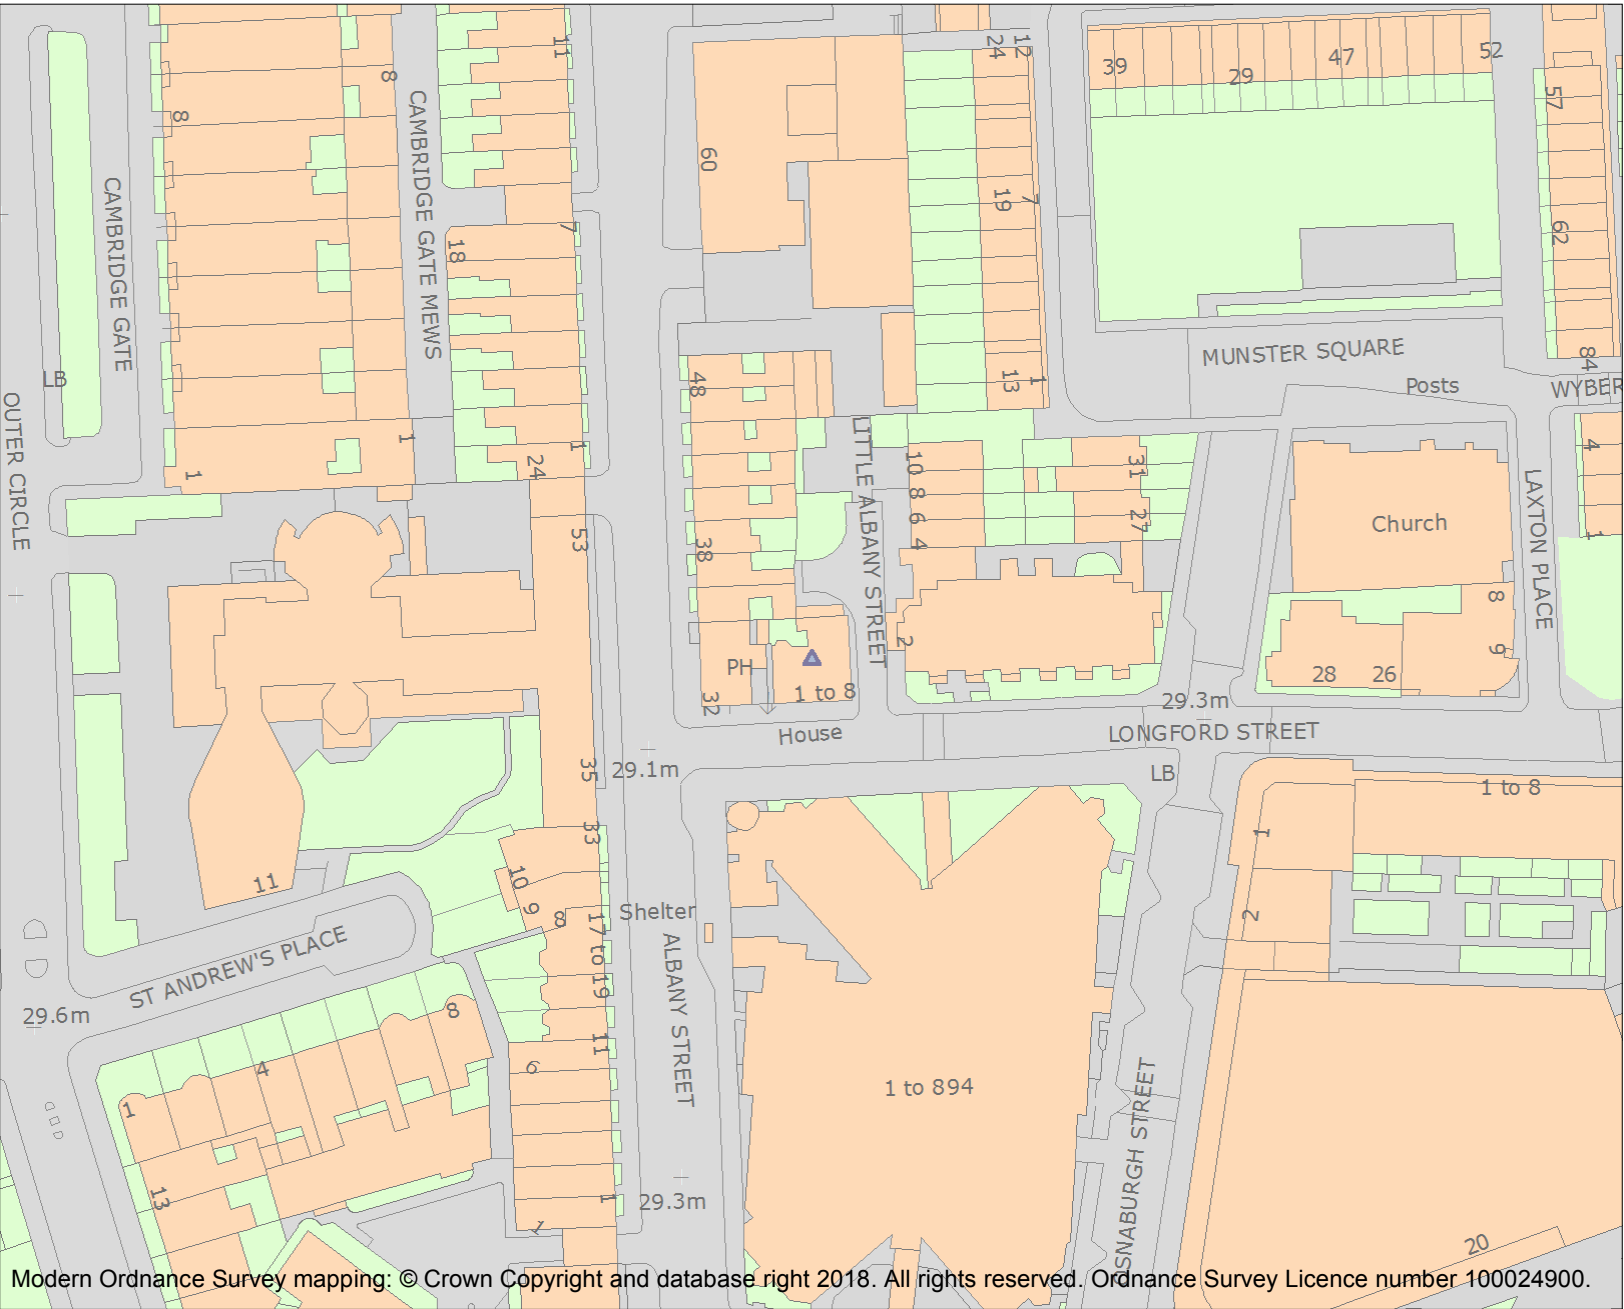 11
8
24
12
39
29
47
52
57
8
CAMBRIDGE GATE MEWS
60
CAMBRIDGE GATE
19
7
7
18
62
MUNSTER SQUARE
84
LB
48
13
1
Posts
WYBER
OUTER CIRCLE
1
1
1
24
LITTLE ALBANY STREET
10
8
6
4
31
27
4
1
Church
LAXTON PLACE
53
38
2
8
9
PH
1 to 8
32
28
26
29.3m
House
LONGFORD STREET
35
29.1m
LB
1 to 8
33
1
11
10
9
8
17 to 19
Shelter
2
ST ANDREW'S PLACE
ALBANY STREET
29.6m
8
11
4
6
1
1 to 894
13
1
29.3m
1
OSNABURGH STREET
20
Modern Ordnance Survey mapping: © Crown Copyright and database right 2018. All rights reserved. Ordnance Survey Licence number 100024900.